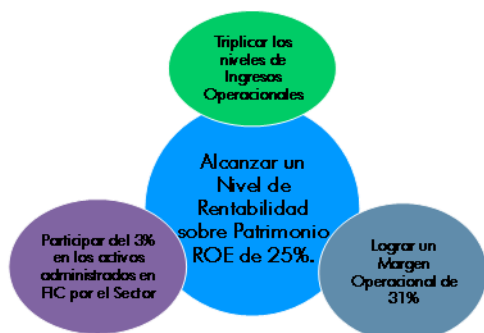 Triplicar los
niveles de
Ingresos
Operacionales
Alcanzar un
Nivel de
Rentabilidad
sobre Patrimonio
ROE de 25%.
Participar del 3%
en los activos
administrados en
FIC por el Sector
Lograr un
Margen
Operacional de
31%